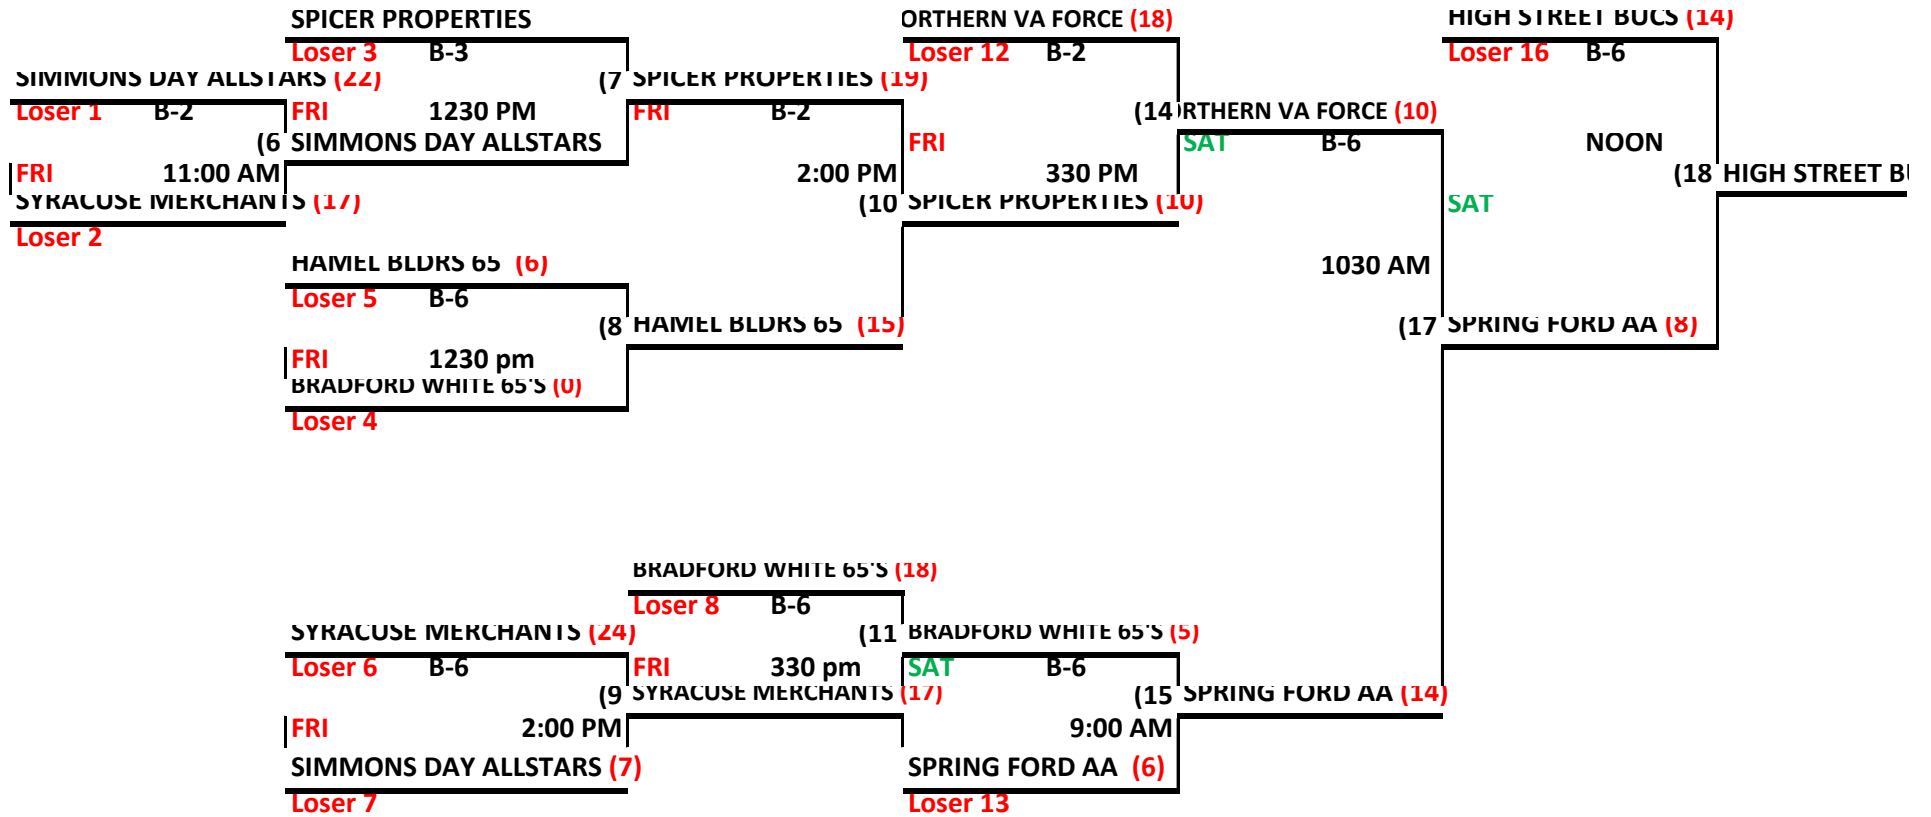 SPICER PROPERTIES ORTHERN VA FORCE (18) HIGH STREET BUCS (14)
Loser 3 B-3 Loser 12 B-2 Loser 16 B-6
SIMMONS DAY ALLSTARS (22) (7 SPICER PROPERTIES (19)
Loser 1 B-2 FRI 1230 PM FRI B-2 (14 RTHERN VA FORCE (10)
(6 SIMMONS DAY ALLSTARS FRI SAT B-6 NOON
FRI 11:00 AM 2:00 PM 330 PM (18 HIGH STREET BU
SYRACUSE MERCHANTS (17) (10 SPICER PROPERTIES (10) SAT
Loser 2
HAMEL BLDRS 65 (6) 1030 AM
Loser 5 B-6
(8 HAMEL BLDRS 65 (15) (17 SPRING FORD AA (8)
FRI 1230 pm
BRADFORD WHITE 65'S (0)
Loser 4
BRADFORD WHITE 65'S (18)
Loser 8 B-6
SYRACUSE MERCHANTS (24) (11 BRADFORD WHITE 65'S (5)
Loser 6 B-6 FRI 330 pm SAT B-6
(9 SYRACUSE MERCHANTS (17) (15 SPRING FORD AA (14)
FRI 2:00 PM 9:00 AM
SIMMONS DAY ALLSTARS (7) SPRING FORD AA (6)
Loser 7 Loser 13